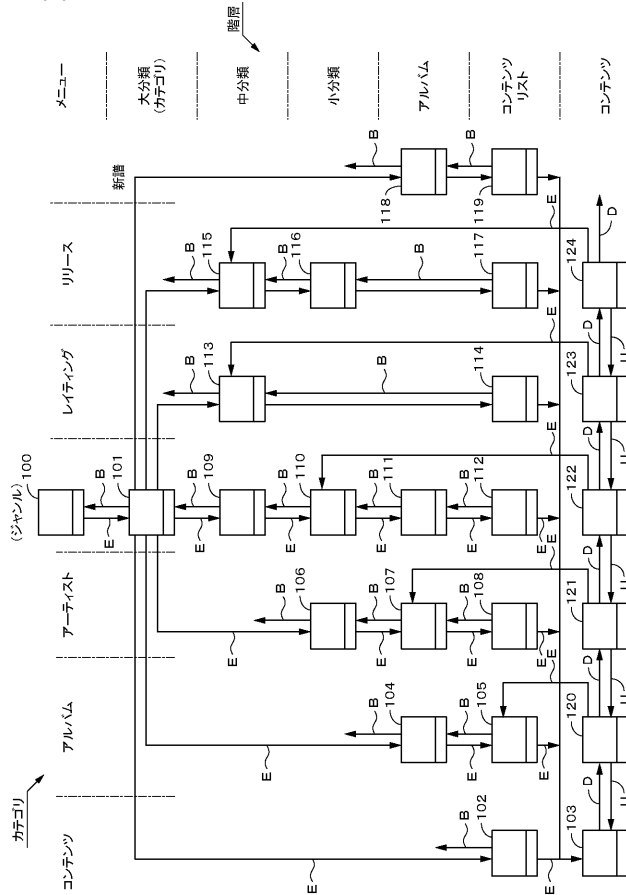 カテゴリ
階層
コンテンツ
アルバム
アーティスト
(ジャンル)
レイティング
リリース
新譜
メニュー
大分類
(カテゴリ)
中分類
小分類
アルバム
コンテンツ
リスト
コンテンツ
100
B
E
101
B
109
E
B
113
B
115
E
B
106
B
110
E
B
116
E
B
104
B
107
E
B
111
E
B
B
B
118
E
B
102
B
105
E
B
108
E
B
112
E
114
117
B
119
E
E
E
E
E
E
E
E
E
103
D
120
D
121
D
122
D
123
D
124
D